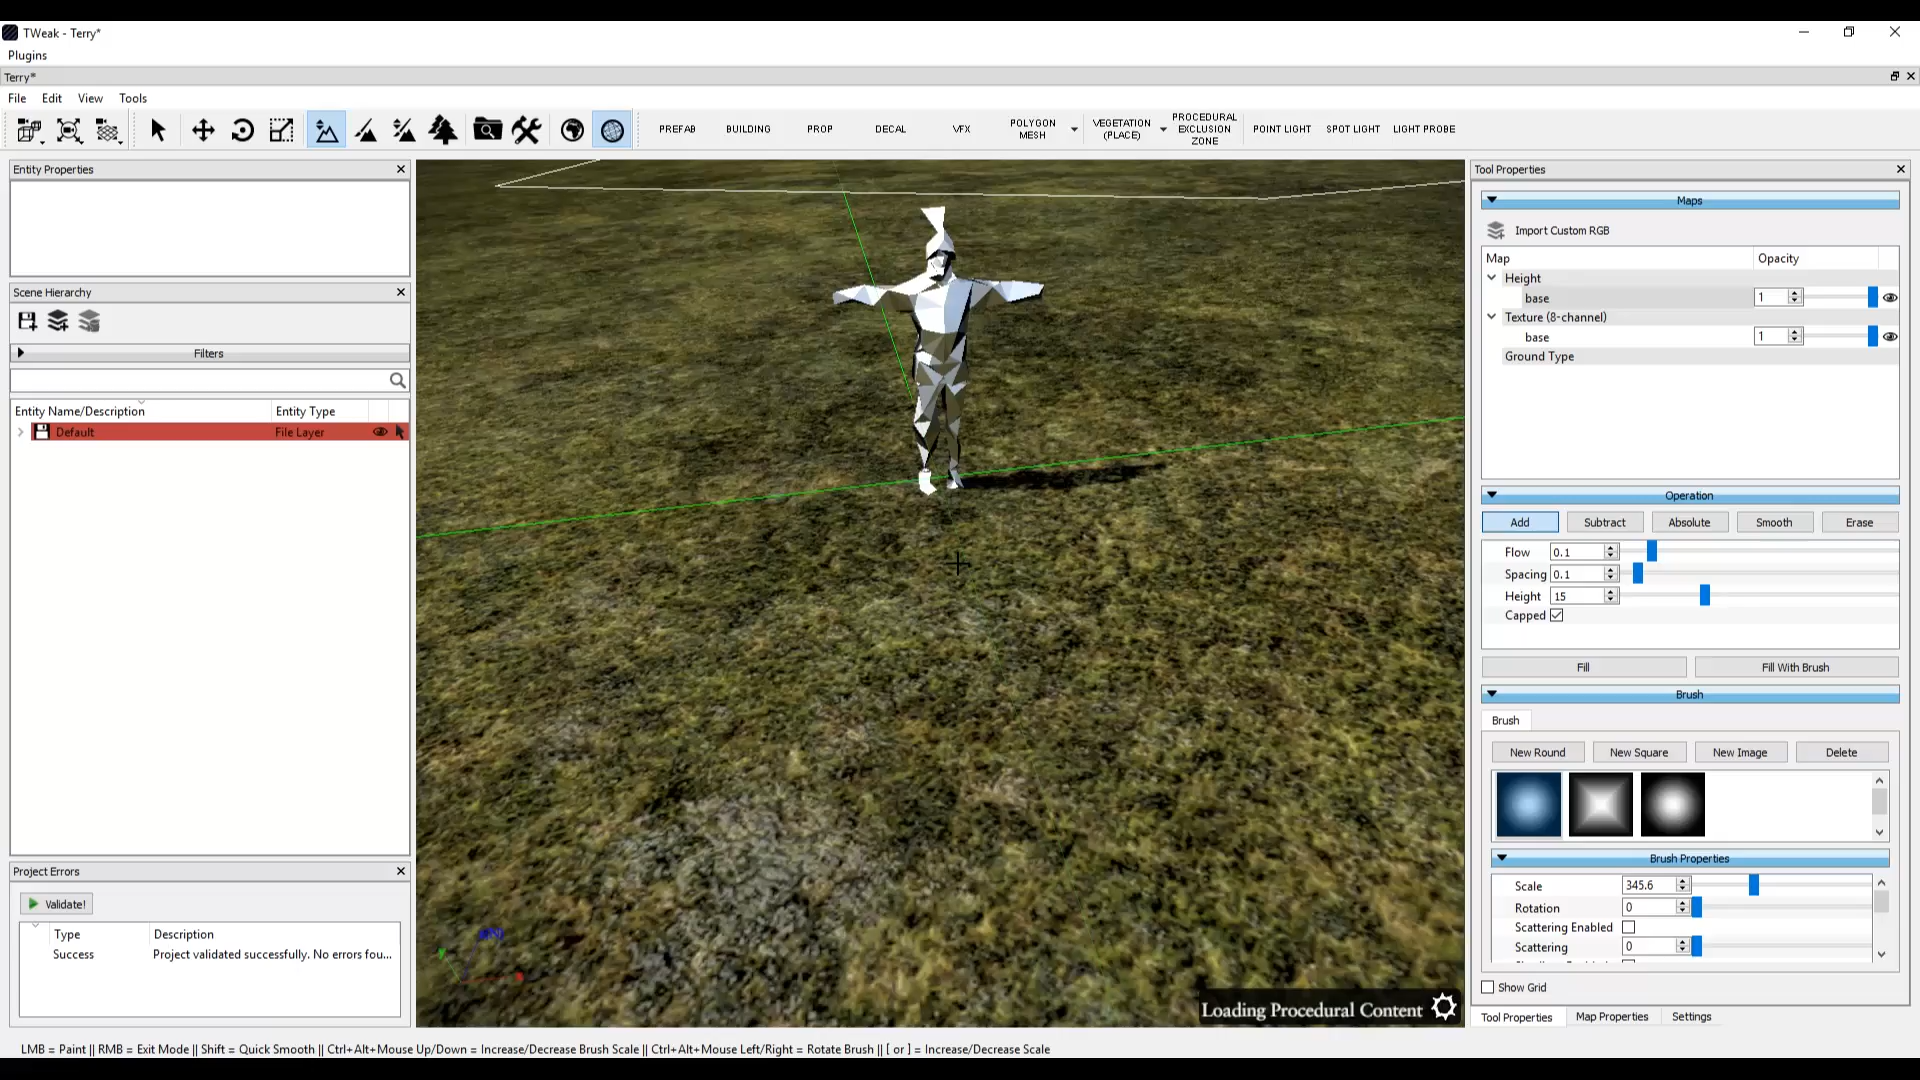 TWeak - Terry*
Plugins
Terry*
File Edit View Tools
PREFAB BUILDING PROP DECAL VFX POLYGON MESH VEGETATION (PLACE) PROCEDURAL EXCLUSION ZONE POINT LIGHT SPOT LIGHT LIGHT PROBE
Entity Properties
Scene Hierarchy
Filters
Entity Name/Description Entity Type
Default File Layer
Project Errors
Validate!
Type Description
Success Project validated successfully. No errors fou...
Loading Procedural Content
Tool Properties
Maps
Import Custom RGB
Map Opacity
Height
base 1
Texture (8-channel)
base 1
Ground Type
Operation
Add Subtract Absolute Smooth Erase
Flow 0.1
Spacing 0.1
Height 15
Capped
Fill Fill With Brush
Brush
Brush
New Round New Square New Image Delete
Brush Properties
Scale 345.6
Rotation 0
Scattering Enabled
Scattering 0
Show Grid
Tool Properties Map Properties Settings
LMB = Paint || RMB = Exit Mode || Shift = Quick Smooth || Ctrl+Alt+Mouse Up/Down = Increase/Decrease Brush Scale || Ctrl+Alt+Mouse Left/Right = Rotate Brush || [ or ] = Increase/Decrease Scale